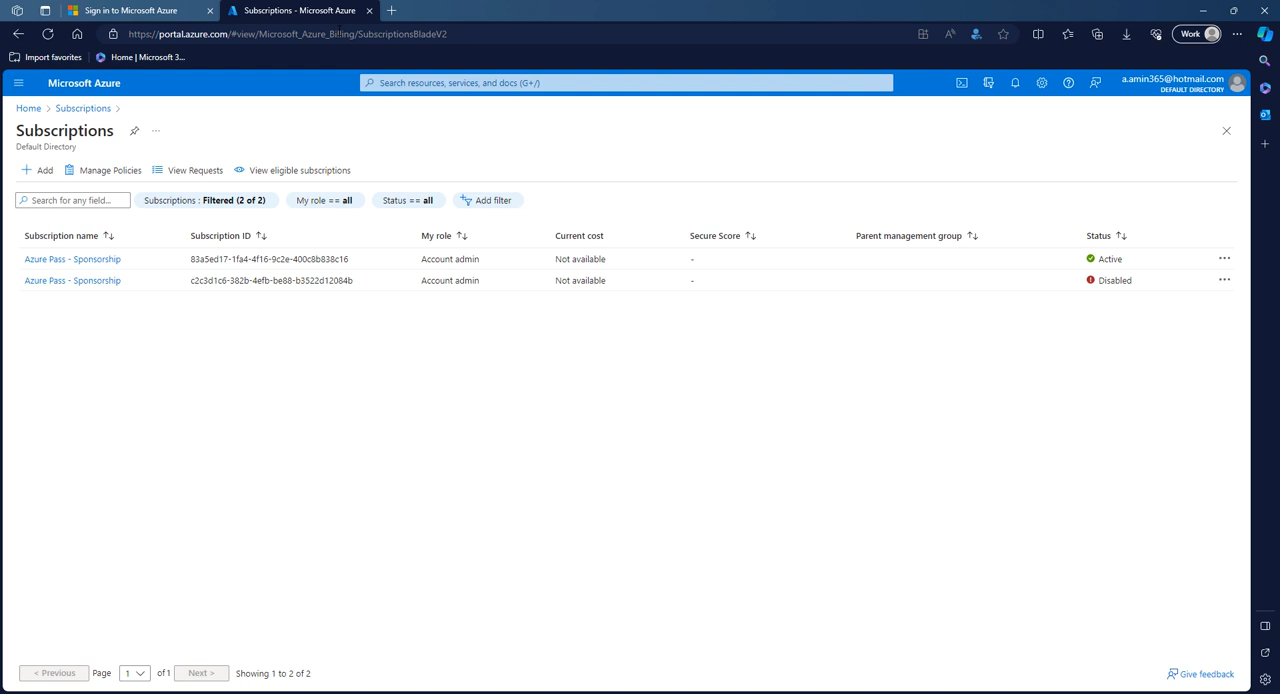 Sign in to Microsoft Azure
Subscriptions - Microsoft Azure
https://portal.azure.com/#view/Microsoft_Azure_Billing/SubscriptionsBladeV2
Work
Import favorites
Home | Microsoft 3...
Microsoft Azure
Search resources, services, and docs (G+/)
a.amin365@hotmail.com
DEFAULT DIRECTORY
Home > Subscriptions >
Subscriptions
Default Directory
Add Manage Policies View Requests View eligible subscriptions
Search for any field... Subscriptions : Filtered (2 of 2) My role == all Status == all Add filter
Subscription name Subscription ID My role Current cost Secure Score Parent management group Status
Azure Pass - Sponsorship 83a5ed17-1fa4-4f16-9c2e-400c8b838c16 Account admin Not available - Active
Azure Pass - Sponsorship c2c3d1c6-382b-4efb-be88-b3522d12084b Account admin Not available - Disabled
< Previous Page 1 of 1 Next > Showing 1 to 2 of 2
Give feedback